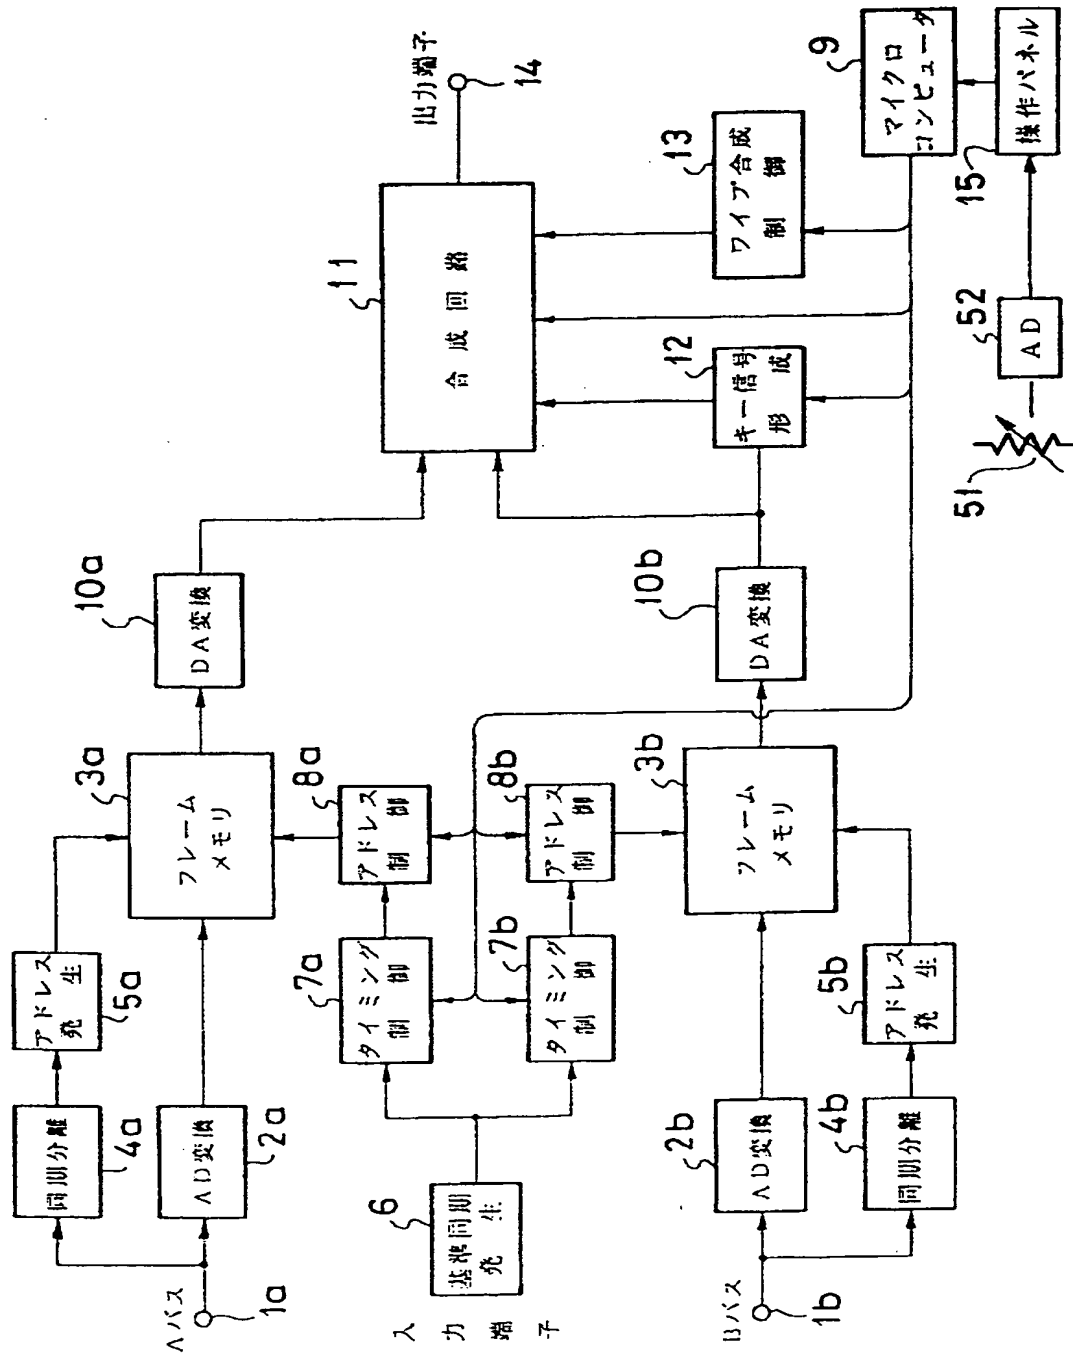 Aバス
1a
同期分離
4a
アドレス
発生
5a
AD変換
2a
フレーム
メモリ
3a
DA変換
10a
入力端子
基準同期
発生
6
タイミング
制御
7a
アドレス
制御
8a
タイミング
制御
7b
アドレス
制御
8b
Bバス
1b
AD変換
2b
同期分離
4b
アドレス
発生
5b
フレーム
メモリ
3b
DA変換
10b
合成回路
11
出力端子
14
キー信号
形成
12
ワイプ合成
制御
13
マイクロ
コンピュータ
9
操作パネル
15
AD
52
51